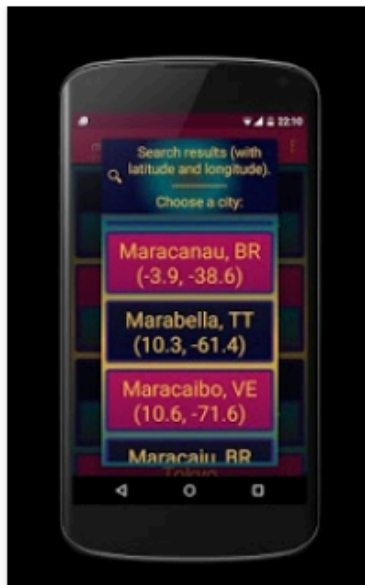 22:10
Search results (with
latitude and longitude).
Choose a city:
Maracanau, BR
(-3.9, -38.6)
Marabella, TT
(10.3, -61.4)
Maracaibo, VE
(10.6, -71.6)
Maracaju, BR
Tokyo